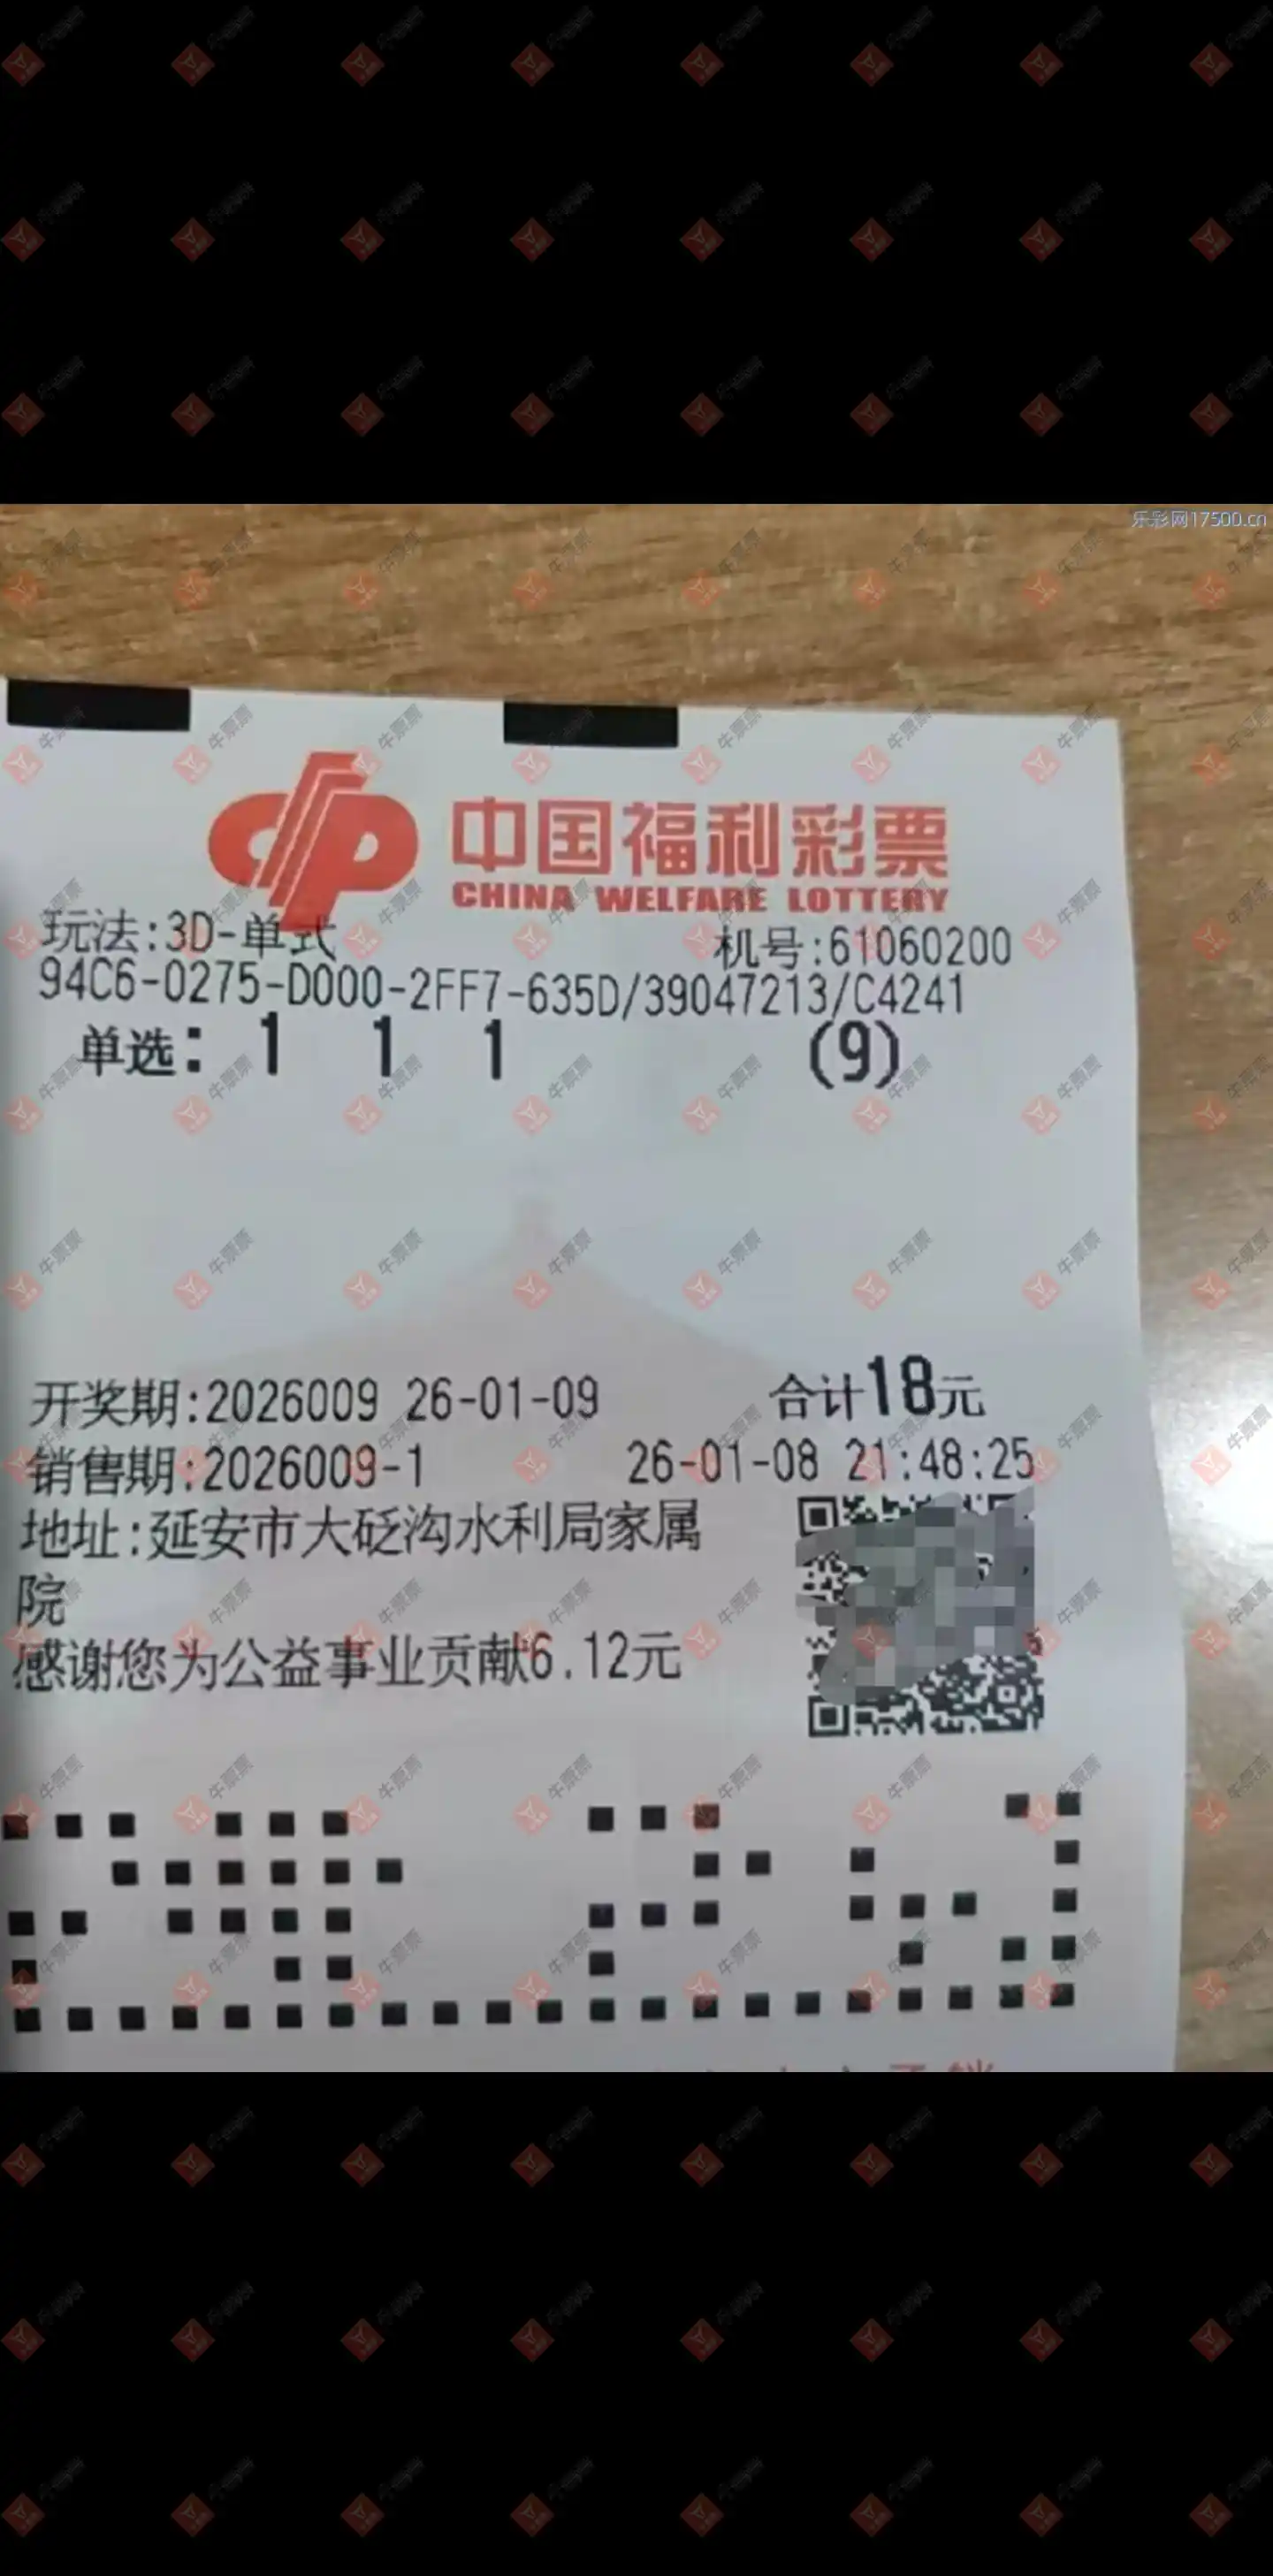 乐彩网17500.cn
中国福利彩票
CHINA WELFARE LOTTERY
玩法:3D-单式 机号:61060200
94C6-0275-D000-2FF7-635D/39047213/C4241
单选: 1 1 1 (9)
开奖期:2026009 26-01-09 合计18元
销售期:2026009-1 26-01-08 21:48:25
地址:延安市大砭沟水利局家属
院
感谢您为公益事业贡献6.12元
牛票票